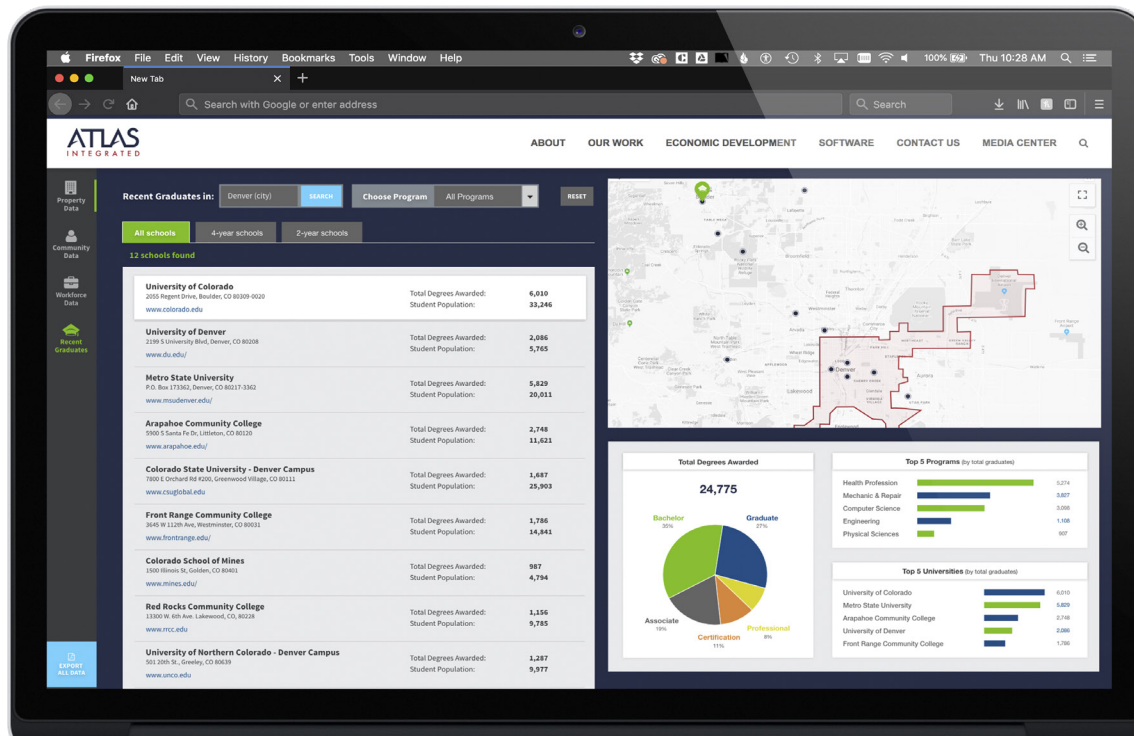 Firefox File Edit View History Bookmarks Tools Window Help 100% Thu 10:28 AM
New Tab
Search with Google or enter address
Search
ATLAS
INTEGRATED
ABOUT OUR WORK ECONOMIC DEVELOPMENT SOFTWARE CONTACT US MEDIA CENTER
Property
Data
Community
Data
Workforce
Data
Recent
Graduates
EXPORT
ALL DATA
Recent Graduates in: Denver (city) SEARCH Choose Program All Programs RESET
All schools 4-year schools 2-year schools
12 schools found
University of Colorado
2055 Regent Drive, Boulder, CO 80309-0020
www.colorado.edu
Total Degrees Awarded: 6,010
Student Population: 33,246
University of Denver
2199 S University Blvd, Denver, CO 80208
www.du.edu/
Total Degrees Awarded: 2,086
Student Population: 5,765
Metro State University
P.O. Box 173362, Denver, CO 80217-3362
www.msudenver.edu/
Total Degrees Awarded: 5,829
Student Population: 20,011
Arapahoe Community College
5900 S Santa Fe Dr, Littleton, CO 80120
www.arapahoe.edu/
Total Degrees Awarded: 2,748
Student Population: 11,621
Colorado State University - Denver Campus
7800 E Orchard Rd #200, Greenwood Village, CO 80111
www.csuglobal.edu
Total Degrees Awarded: 1,687
Student Population: 25,903
Front Range Community College
3645 W 112th Ave, Westminster, CO 80031
www.frontrange.edu/
Total Degrees Awarded: 1,786
Student Population: 14,841
Colorado School of Mines
1500 Illinois St, Golden, CO 80401
www.mines.edu/
Total Degrees Awarded: 987
Student Population: 4,794
Red Rocks Community College
13300 W. 6th Ave. Lakewood, CO, 80228
www.rrcc.edu
Total Degrees Awarded: 1,156
Student Population: 9,785
University of Northern Colorado - Denver Campus
501 20th St., Greeley, CO 80639
www.unco.edu
Total Degrees Awarded: 1,287
Student Population: 9,977
Lafayette
Broomfield
Thornton
Westminster
Arvada
Commerce
City
Wheat Ridge
Denver
Aurora
Lakewood
Total Degrees Awarded
24,775
Bachelor
35%
Graduate
27%
Associate
19%
Certification
11%
Professional
8%
Top 5 Programs (by total graduates)
Health Profession 5,274
Mechanic & Repair 3,827
Computer Science 3,098
Engineering 1,108
Physical Sciences 907
Top 5 Universities (by total graduates)
University of Colorado 6,010
Metro State University 5,829
Arapahoe Community College 2,748
University of Denver 2,086
Front Range Community College 1,786